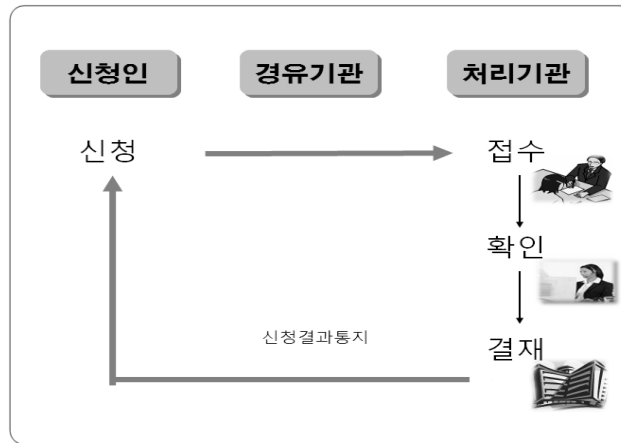 신청인 경유기관 처리기관
신청 접수
확인
신청결과통지
결재